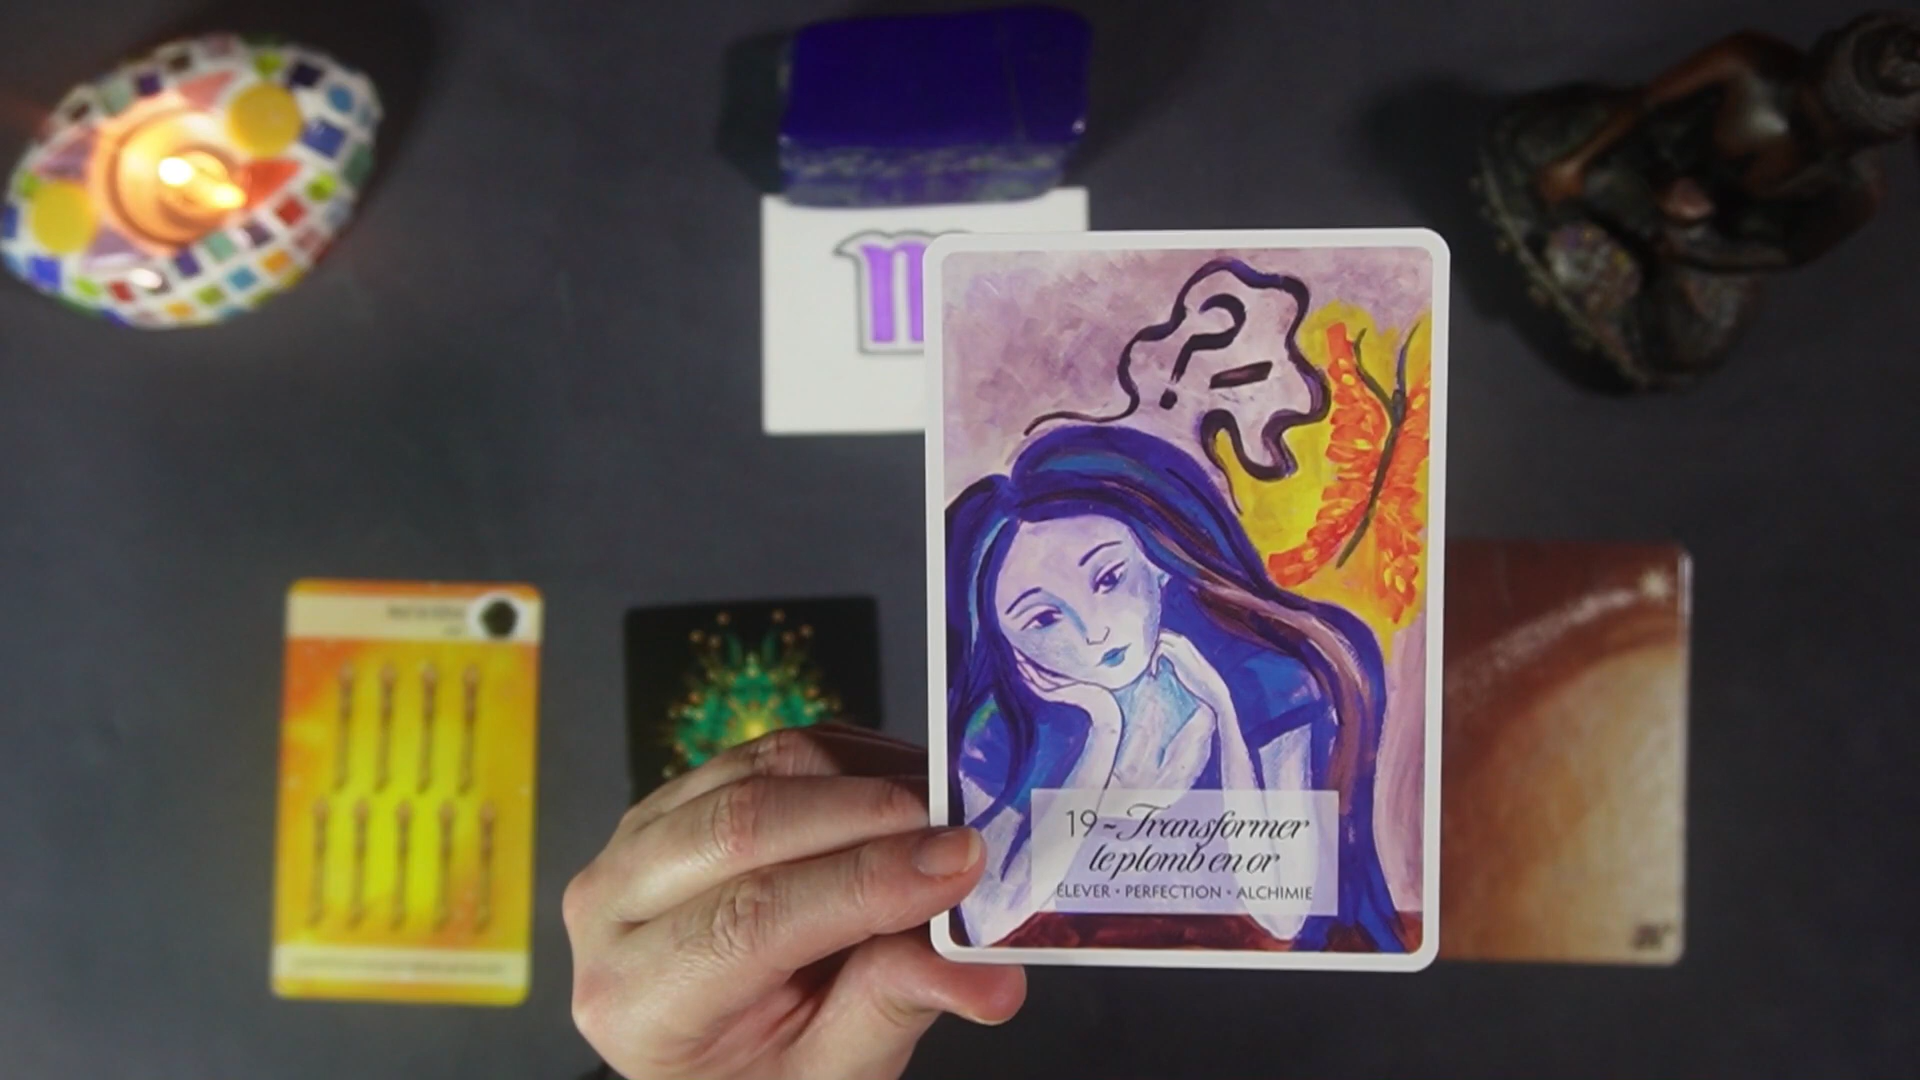 ?
19 ~ Transformer
le plomb en or
ÉLEVER • PERFECTION • ALCHIMIE